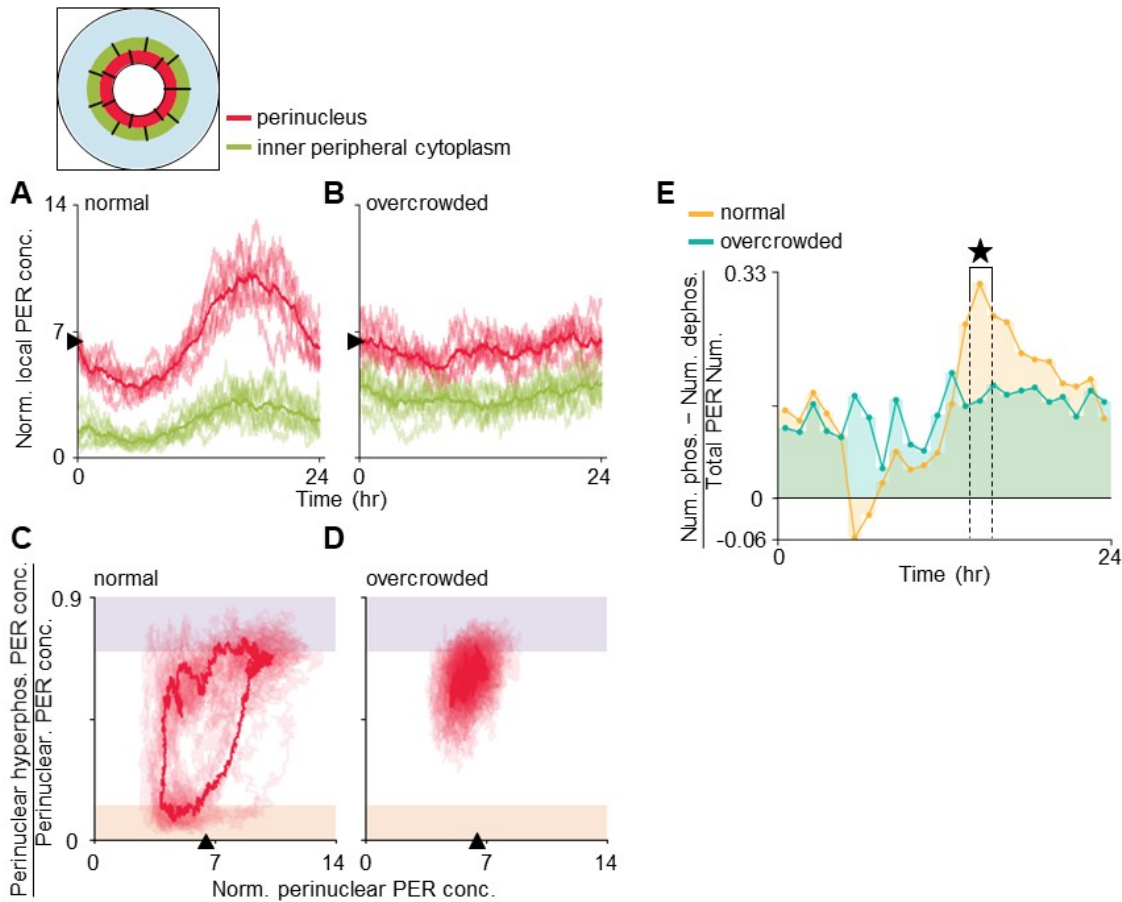 perinucleus
inner peripheral cytoplasm
A
normal
B
overcrowded
14
7
0
Norm. local PER conc.
0
24
0
24
Time (hr)
E
normal
overcrowded
0.33
0
-0.06
Num. phos. – Num. dephos.
Total PER Num.
0
24
Time (hr)
C
normal
D
overcrowded
0.9
0
Perinuclear hyperphos. PER conc.
Perinuclear. PER conc.
0
7
14
0
7
14
Norm. perinuclear PER conc.